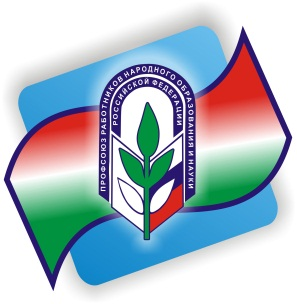 ПРОФСОЮЗ РАБОТНИКОВ НАРОДНОГО ОБРАЗОВАНИЯ И НАУКИ
РОССИЙСКОЙ ФЕДЕРАЦИИ